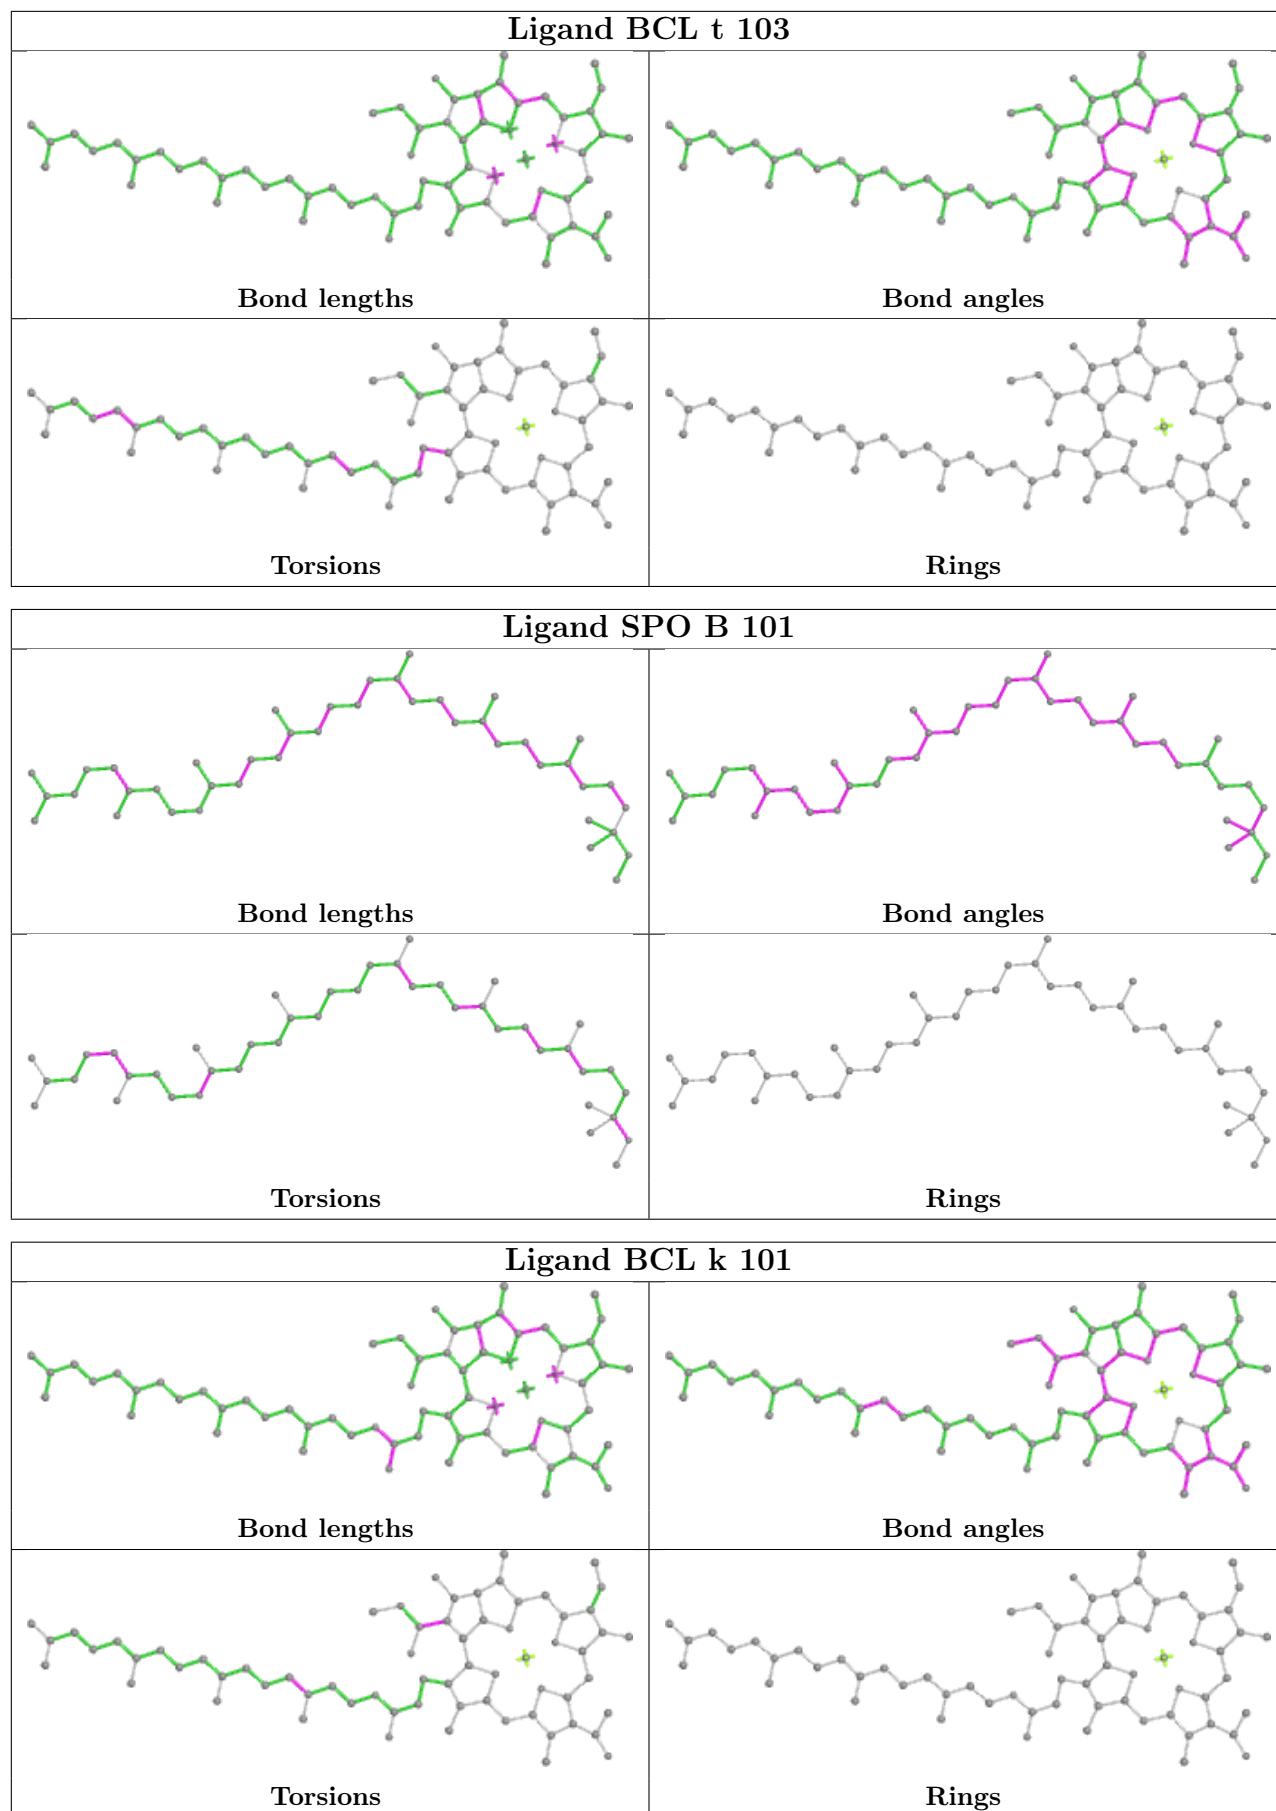 Ligand BCL t 103
Bond lengths
Bond angles
Torsions
Rings
Ligand SPO B 101
Bond lengths
Bond angles
Torsions
Rings
Ligand BCL k 101
Bond lengths
Bond angles
Torsions
Rings